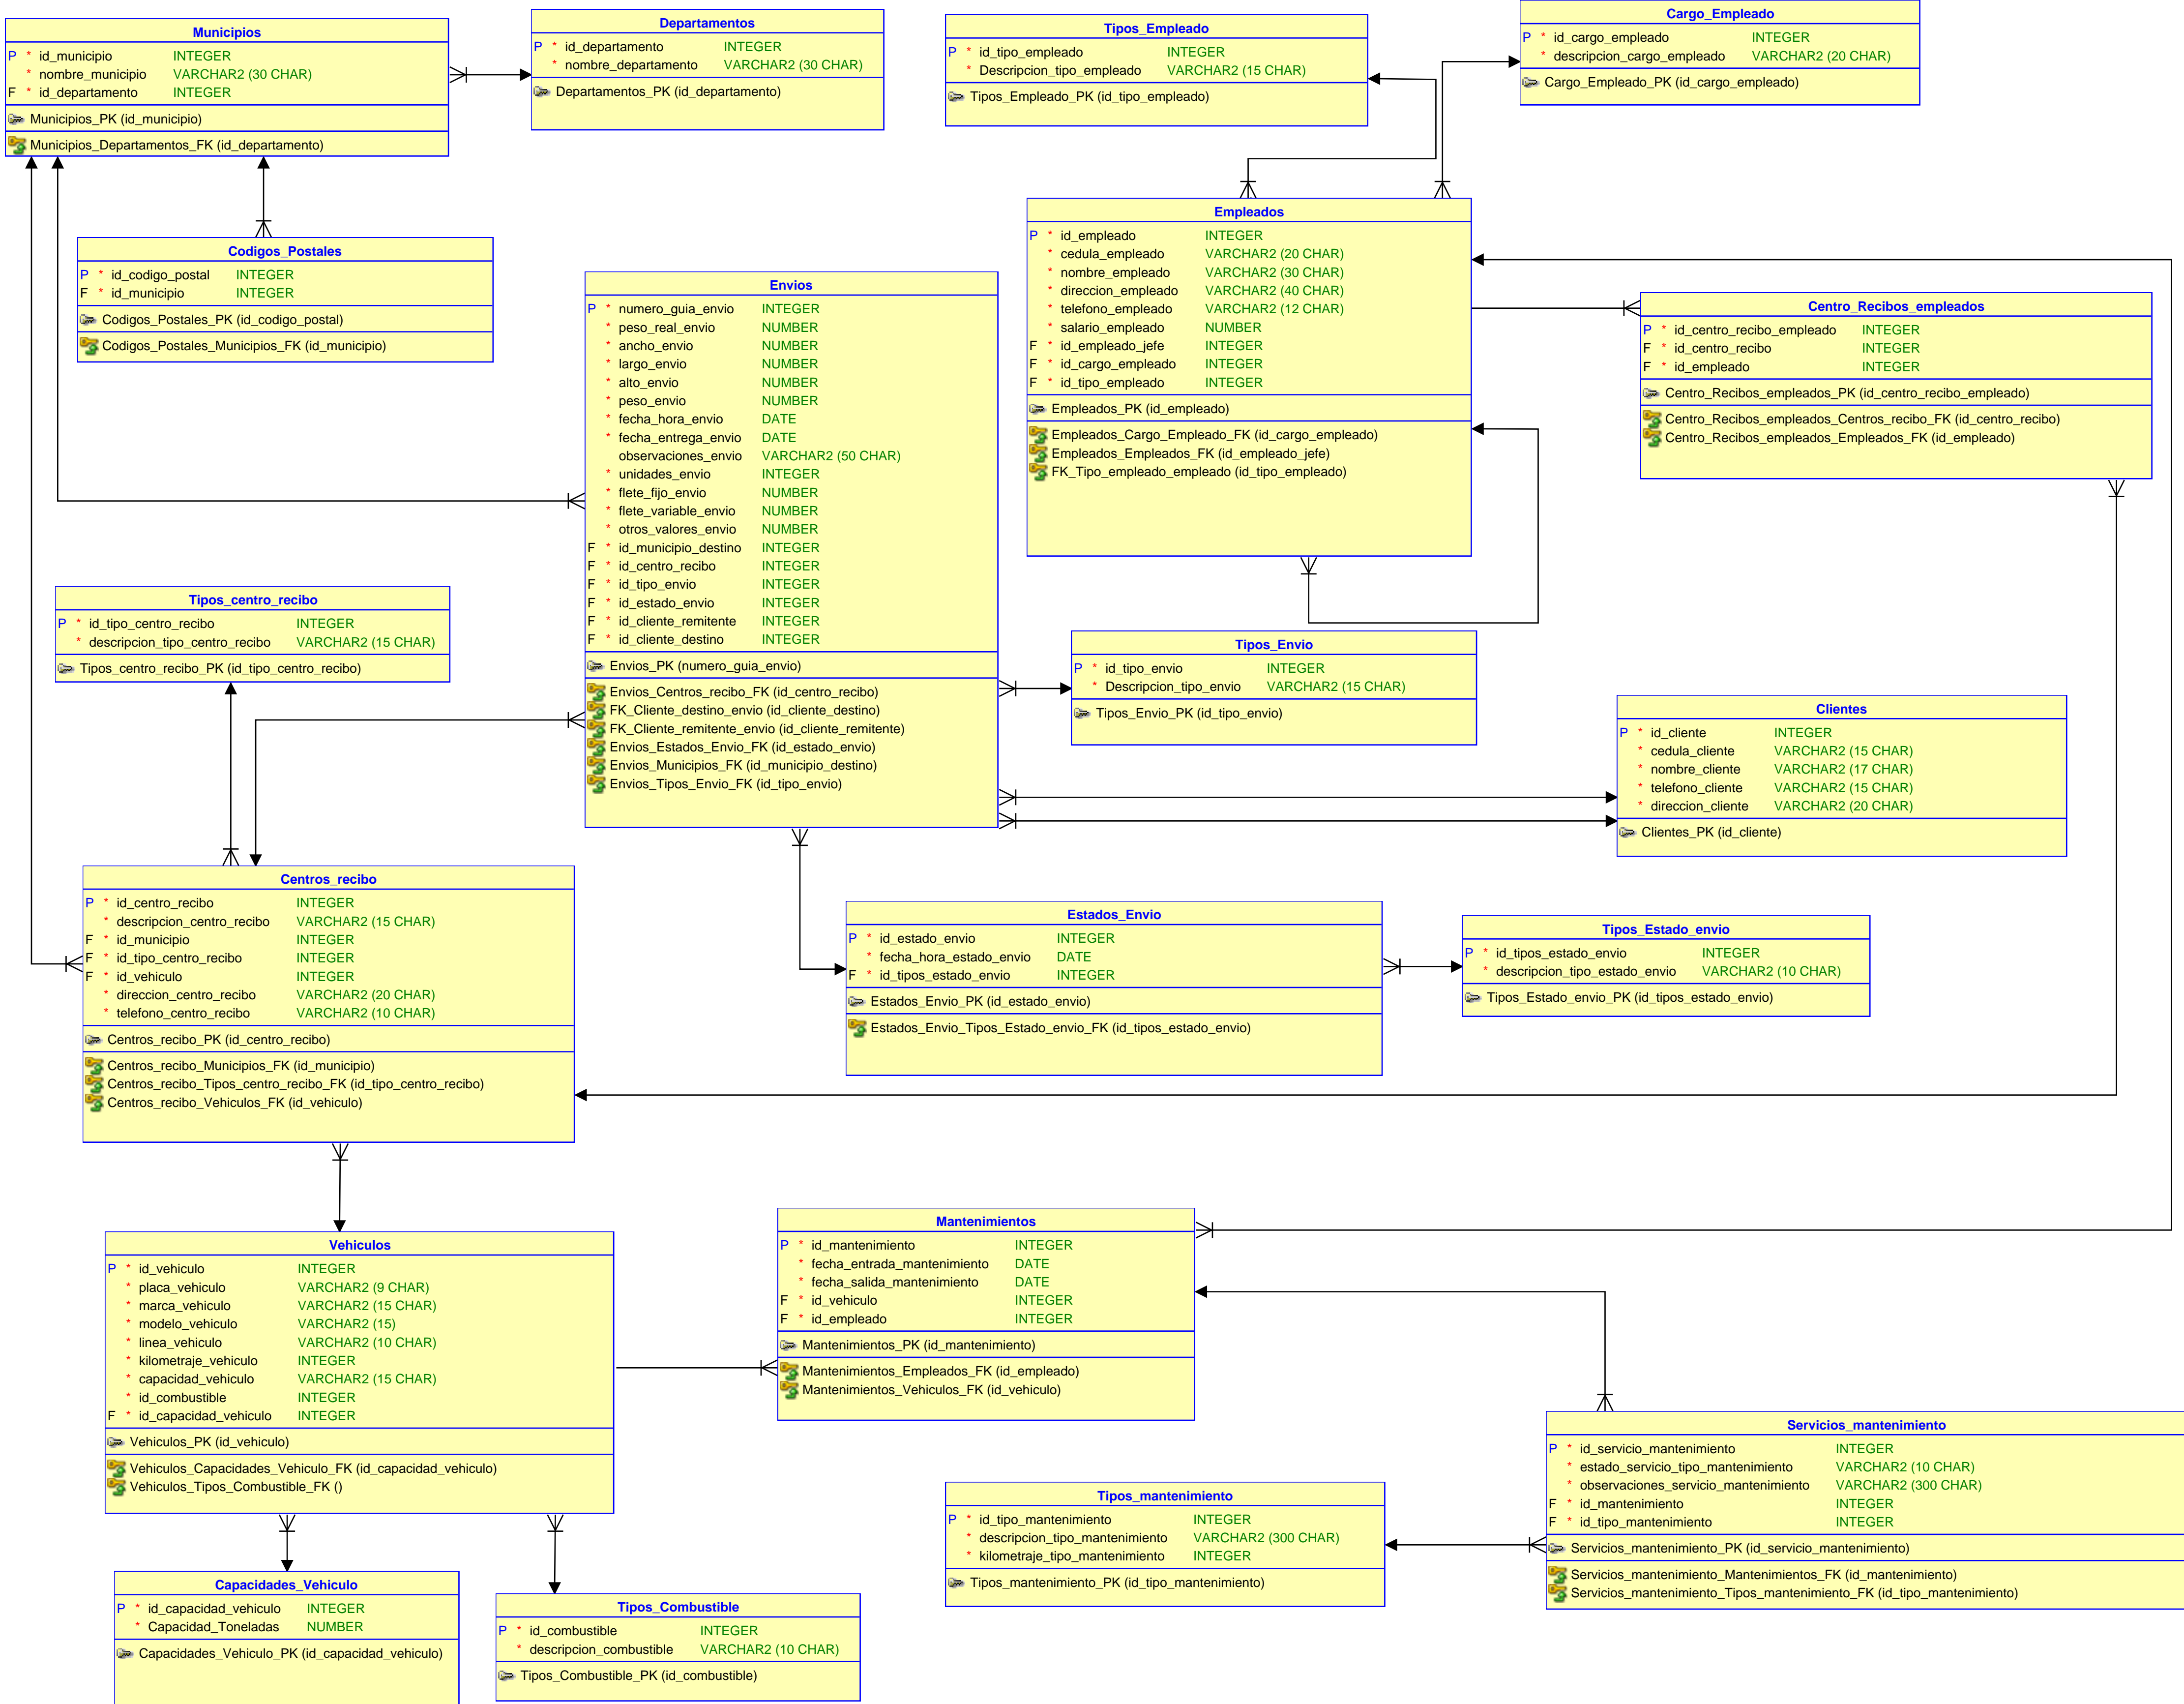 Municipios
P * id_municipio INTEGER
* nombre_municipio VARCHAR2 (30 CHAR)
F * id_departamento INTEGER
Municipios_PK (id_municipio)
Municipios_Departamentos_FK (id_departamento)
Departamentos
P * id_departamento INTEGER
* nombre_departamento VARCHAR2 (30 CHAR)
Departamentos_PK (id_departamento)
Tipos_Empleado
P * id_tipo_empleado INTEGER
* Descripcion_tipo_empleado VARCHAR2 (15 CHAR)
Tipos_Empleado_PK (id_tipo_empleado)
Cargo_Empleado
P * id_cargo_empleado INTEGER
* descripcion_cargo_empleado VARCHAR2 (20 CHAR)
Cargo_Empleado_PK (id_cargo_empleado)
Codigos_Postales
P * id_codigo_postal INTEGER
F * id_municipio INTEGER
Codigos_Postales_PK (id_codigo_postal)
Codigos_Postales_Municipios_FK (id_municipio)
Envios
P * numero_guia_envio INTEGER
* peso_real_envio NUMBER
* ancho_envio NUMBER
* largo_envio NUMBER
* alto_envio NUMBER
* peso_envio NUMBER
* fecha_hora_envio DATE
* fecha_entrega_envio DATE
observaciones_envio VARCHAR2 (50 CHAR)
* unidades_envio INTEGER
* flete_fijo_envio NUMBER
* flete_variable_envio NUMBER
* otros_valores_envio NUMBER
F * id_municipio_destino INTEGER
F * id_centro_recibo INTEGER
F * id_tipo_envio INTEGER
F * id_estado_envio INTEGER
F * id_cliente_remitente INTEGER
F * id_cliente_destino INTEGER
Envios_PK (numero_guia_envio)
Envios_Centros_recibo_FK (id_centro_recibo)
FK_Cliente_destino_envio (id_cliente_destino)
FK_Cliente_remitente_envio (id_cliente_remitente)
Envios_Estados_Envio_FK (id_estado_envio)
Envios_Municipios_FK (id_municipio_destino)
Envios_Tipos_Envio_FK (id_tipo_envio)
Empleados
P * id_empleado INTEGER
* cedula_empleado VARCHAR2 (20 CHAR)
* nombre_empleado VARCHAR2 (30 CHAR)
* direccion_empleado VARCHAR2 (40 CHAR)
* telefono_empleado VARCHAR2 (12 CHAR)
* salario_empleado NUMBER
F * id_empleado_jefe INTEGER
F * id_cargo_empleado INTEGER
F * id_tipo_empleado INTEGER
Empleados_PK (id_empleado)
Empleados_Cargo_Empleado_FK (id_cargo_empleado)
Empleados_Empleados_FK (id_empleado_jefe)
FK_Tipo_empleado_empleado (id_tipo_empleado)
Centro_Recibos_empleados
P * id_centro_recibo_empleado INTEGER
F * id_centro_recibo INTEGER
F * id_empleado INTEGER
Centro_Recibos_empleados_PK (id_centro_recibo_empleado)
Centro_Recibos_empleados_Centros_recibo_FK (id_centro_recibo)
Centro_Recibos_empleados_Empleados_FK (id_empleado)
Tipos_centro_recibo
P * id_tipo_centro_recibo INTEGER
* descripcion_tipo_centro_recibo VARCHAR2 (15 CHAR)
Tipos_centro_recibo_PK (id_tipo_centro_recibo)
Tipos_Envio
P * id_tipo_envio INTEGER
* Descripcion_tipo_envio VARCHAR2 (15 CHAR)
Tipos_Envio_PK (id_tipo_envio)
Clientes
P * id_cliente INTEGER
* cedula_cliente VARCHAR2 (15 CHAR)
* nombre_cliente VARCHAR2 (17 CHAR)
* telefono_cliente VARCHAR2 (15 CHAR)
* direccion_cliente VARCHAR2 (20 CHAR)
Clientes_PK (id_cliente)
Centros_recibo
P * id_centro_recibo INTEGER
* descripcion_centro_recibo VARCHAR2 (15 CHAR)
F * id_municipio INTEGER
F * id_tipo_centro_recibo INTEGER
F * id_vehiculo INTEGER
* direccion_centro_recibo VARCHAR2 (20 CHAR)
* telefono_centro_recibo VARCHAR2 (10 CHAR)
Centros_recibo_PK (id_centro_recibo)
Centros_recibo_Municipios_FK (id_municipio)
Centros_recibo_Tipos_centro_recibo_FK (id_tipo_centro_recibo)
Centros_recibo_Vehiculos_FK (id_vehiculo)
Estados_Envio
P * id_estado_envio INTEGER
* fecha_hora_estado_envio DATE
F * id_tipos_estado_envio INTEGER
Estados_Envio_PK (id_estado_envio)
Estados_Envio_Tipos_Estado_envio_FK (id_tipos_estado_envio)
Tipos_Estado_envio
P * id_tipos_estado_envio INTEGER
* descripcion_tipo_estado_envio VARCHAR2 (10 CHAR)
Tipos_Estado_envio_PK (id_tipos_estado_envio)
Vehiculos
P * id_vehiculo INTEGER
* placa_vehiculo VARCHAR2 (9 CHAR)
* marca_vehiculo VARCHAR2 (15 CHAR)
* modelo_vehiculo VARCHAR2 (15)
* linea_vehiculo VARCHAR2 (10 CHAR)
* kilometraje_vehiculo INTEGER
* capacidad_vehiculo VARCHAR2 (15 CHAR)
* id_combustible INTEGER
F * id_capacidad_vehiculo INTEGER
Vehiculos_PK (id_vehiculo)
Vehiculos_Capacidades_Vehiculo_FK (id_capacidad_vehiculo)
Vehiculos_Tipos_Combustible_FK ()
Mantenimientos
P * id_mantenimiento INTEGER
* fecha_entrada_mantenimiento DATE
* fecha_salida_mantenimiento DATE
F * id_vehiculo INTEGER
F * id_empleado INTEGER
Mantenimientos_PK (id_mantenimiento)
Mantenimientos_Empleados_FK (id_empleado)
Mantenimientos_Vehiculos_FK (id_vehiculo)
Servicios_mantenimiento
P * id_servicio_mantenimiento INTEGER
* estado_servicio_tipo_mantenimiento VARCHAR2 (10 CHAR)
* observaciones_servicio_mantenimiento VARCHAR2 (300 CHAR)
F * id_mantenimiento INTEGER
F * id_tipo_mantenimiento INTEGER
Servicios_mantenimiento_PK (id_servicio_mantenimiento)
Servicios_mantenimiento_Mantenimientos_FK (id_mantenimiento)
Servicios_mantenimiento_Tipos_mantenimiento_FK (id_tipo_mantenimiento)
Tipos_mantenimiento
P * id_tipo_mantenimiento INTEGER
* descripcion_tipo_mantenimiento VARCHAR2 (300 CHAR)
* kilometraje_tipo_mantenimiento INTEGER
Tipos_mantenimiento_PK (id_tipo_mantenimiento)
Capacidades_Vehiculo
P * id_capacidad_vehiculo INTEGER
* Capacidad_Toneladas NUMBER
Capacidades_Vehiculo_PK (id_capacidad_vehiculo)
Tipos_Combustible
P * id_combustible INTEGER
* descripcion_combustible VARCHAR2 (10 CHAR)
Tipos_Combustible_PK (id_combustible)